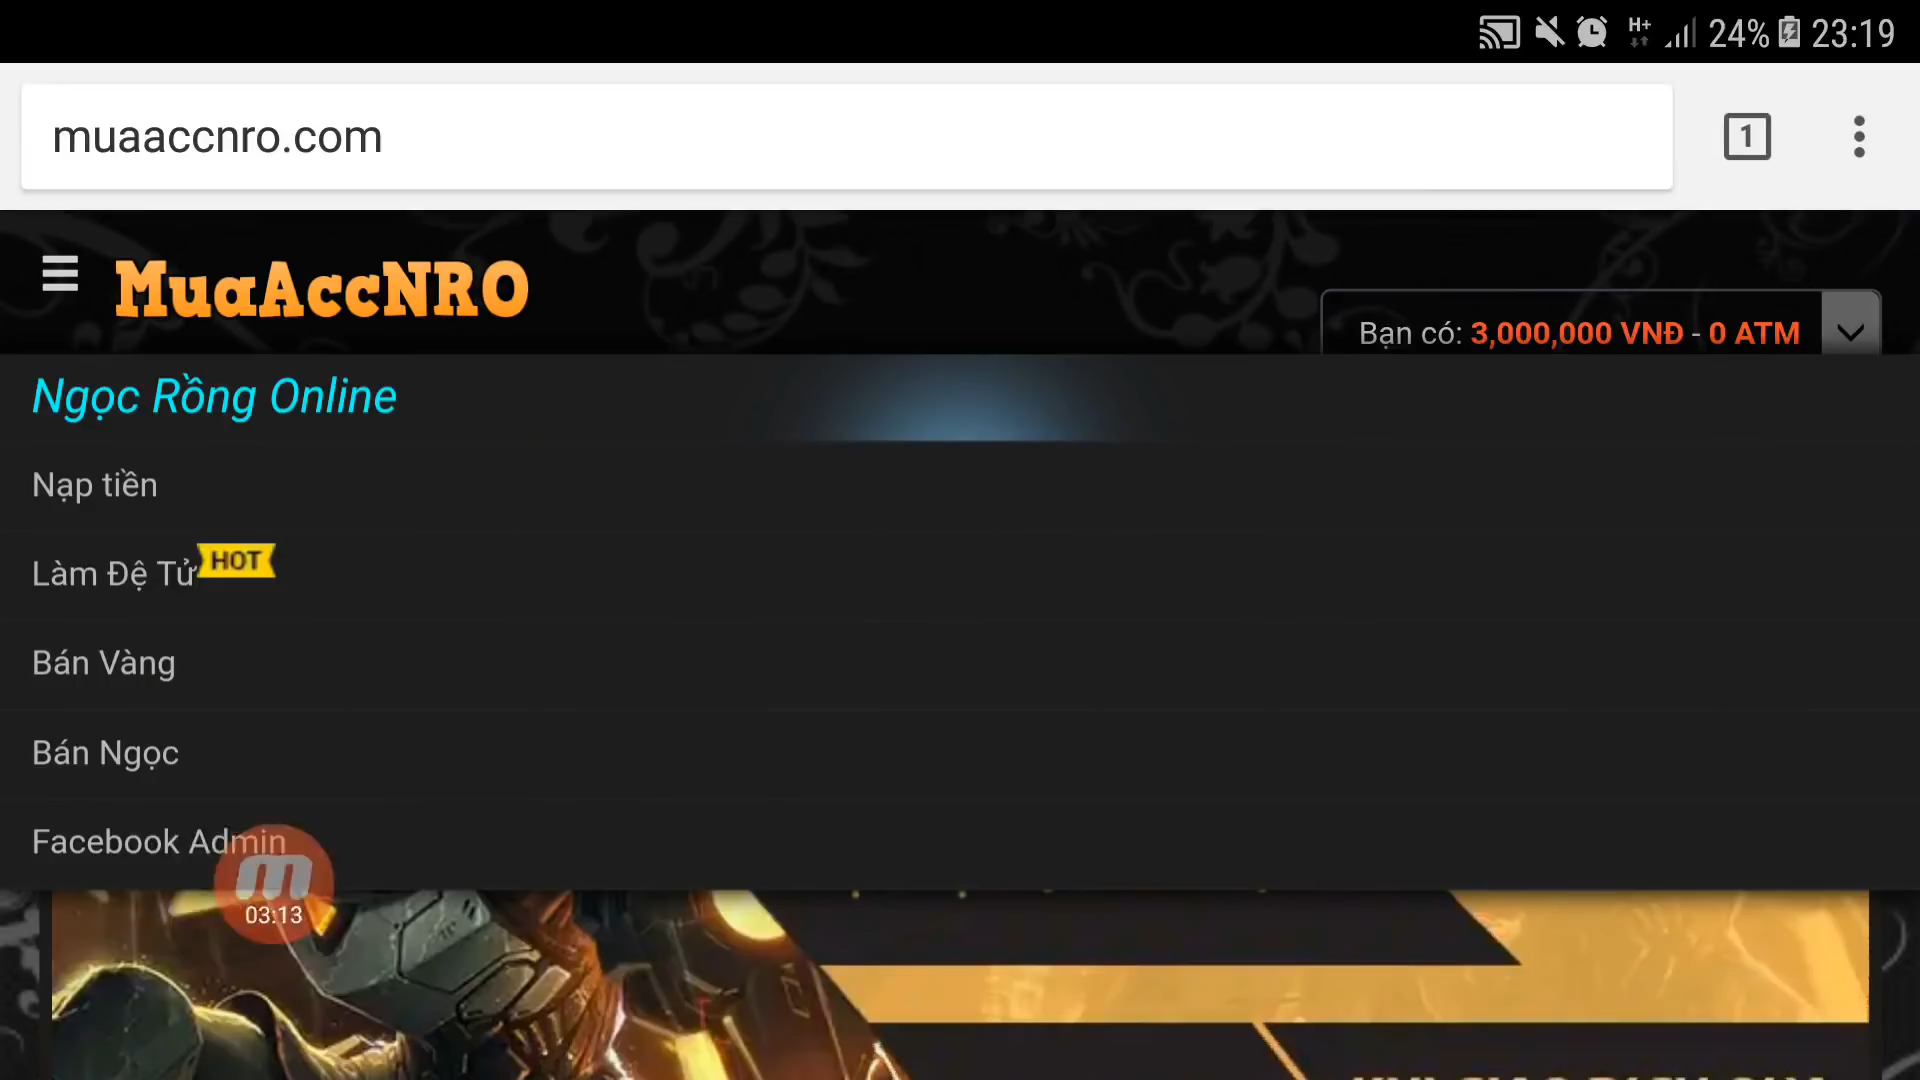 H+ 24% 23:19
muaaccnro.com
1
MuaAccNRO
Bạn có: 3,000,000 VNĐ - 0 ATM
Ngọc Rồng Online
Nạp tiền
Làm Đệ Tử HOT
Bán Vàng
Bán Ngọc
Facebook Admin
03:13